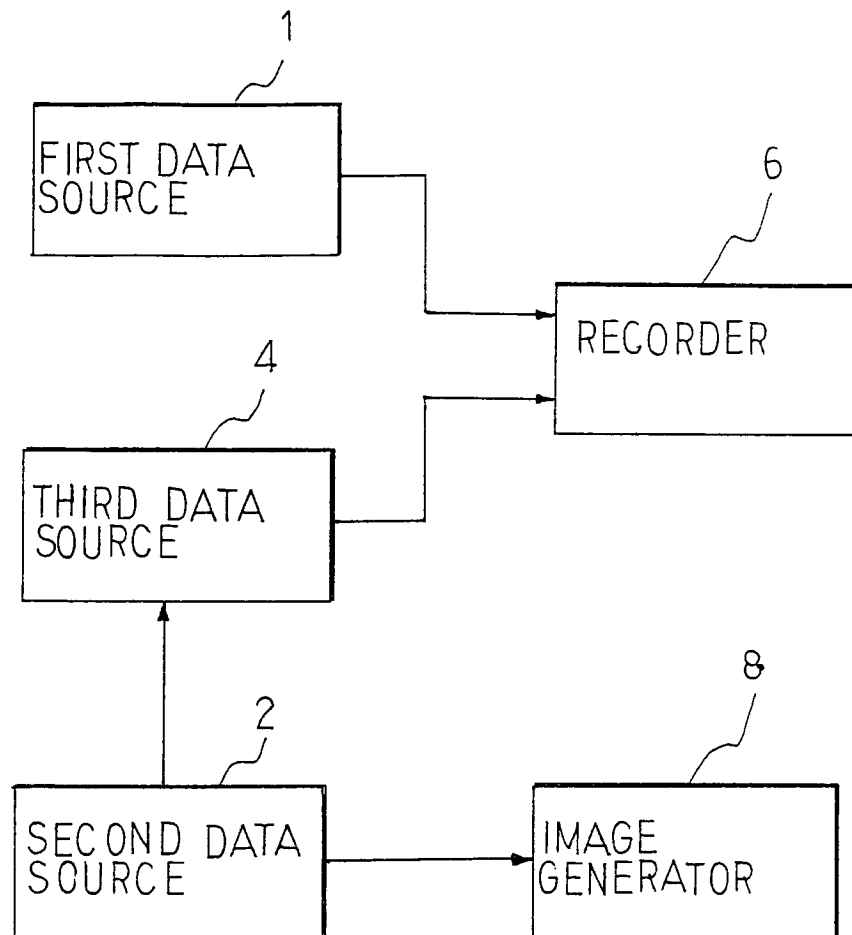 1
FIRST DATA
SOURCE
6
RECORDER
4
THIRD DATA
SOURCE
2
SECOND DATA
SOURCE
8
IMAGE
GENERATOR